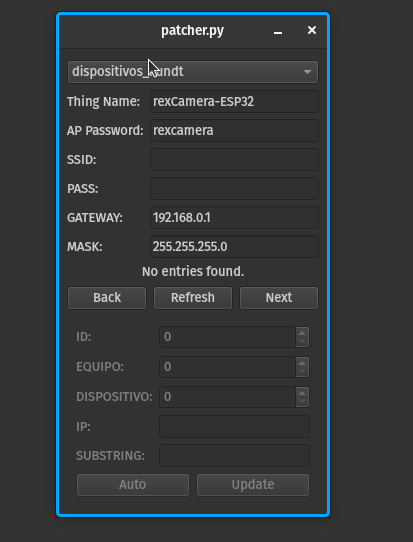 patcher.py
Thing Name: rexCamera-ESP32
AP Password: rexcamera
SSID:
PASS:
GATEWAY: 192.168.0.1
MASK: 255.255.255.0
No entries found.
Back Refresh Next
ID: 0
EQUIPO: 0
DISPOSITIVO: 0
IP:
SUBSTRING:
Auto Update